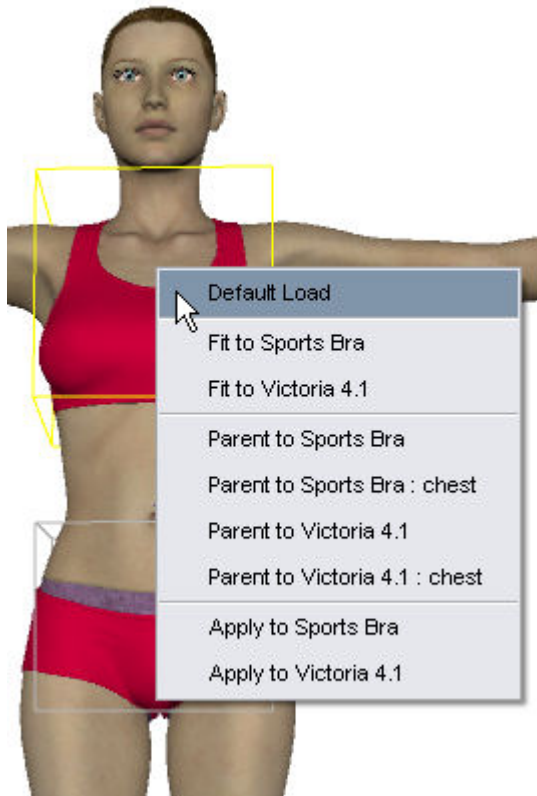 Default Load
Fit to Sports Bra
Fit to Victoria 4.1
Parent to Sports Bra
Parent to Sports Bra : chest
Parent to Victoria 4.1
Parent to Victoria 4.1 : chest
Apply to Sports Bra
Apply to Victoria 4.1